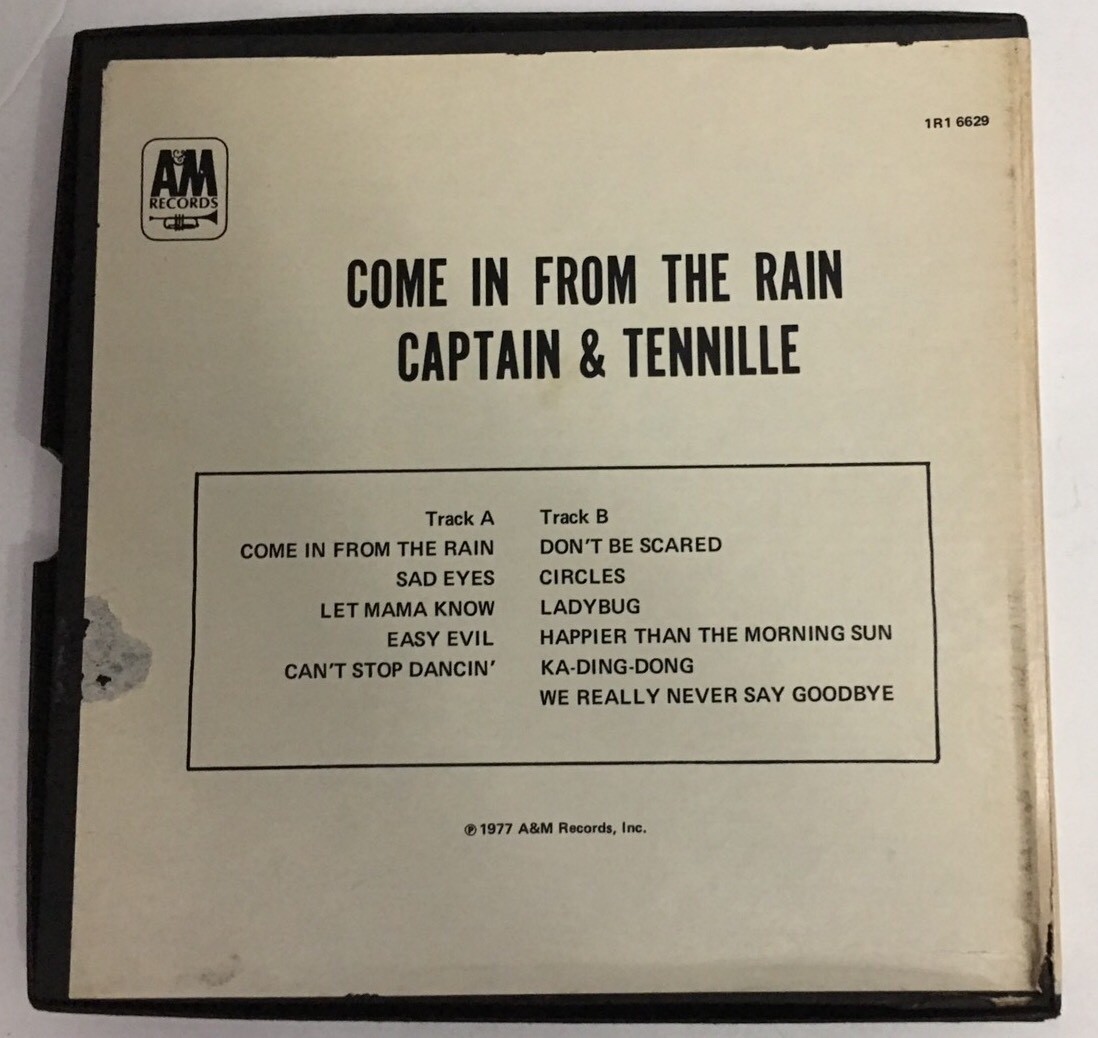 1R1 6629
A&M
RECORDS
COME IN FROM THE RAIN
CAPTAIN & TENNILLE
Track A
COME IN FROM THE RAIN
SAD EYES
LET MAMA KNOW
EASY EVIL
CAN'T STOP DANCIN'
Track B
DON'T BE SCARED
CIRCLES
LADYBUG
HAPPIER THAN THE MORNING SUN
KA-DING-DONG
WE REALLY NEVER SAY GOODBYE
℗ 1977 A&M Records, Inc.